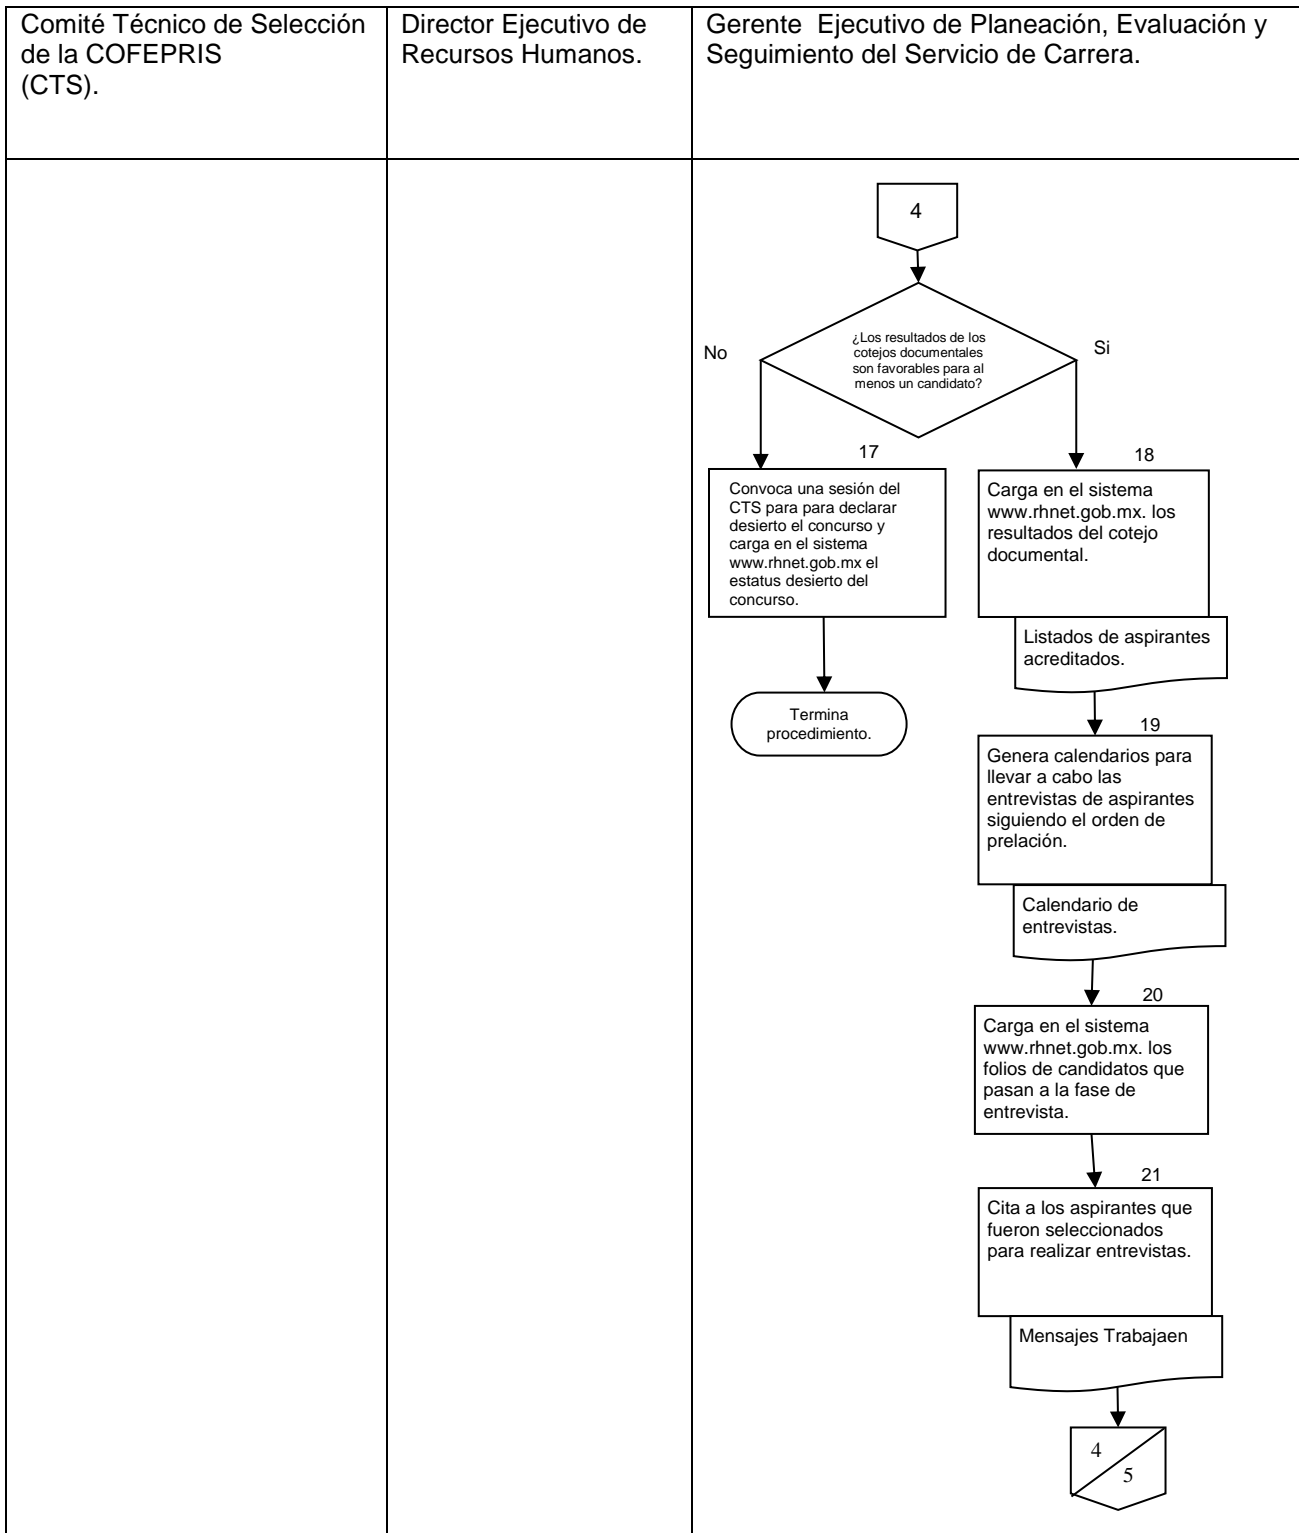 Comité Técnico de Selección
de la COFEPRIS
(CTS).
Director Ejecutivo de
Recursos Humanos.
Gerente  Ejecutivo de Planeación, Evaluación y
Seguimiento del Servicio de Carrera.
4
¿Los resultados de los
cotejos documentales
son favorables para al
menos un candidato?
No
Si
17
Convoca una sesión del
CTS para para declarar
desierto el concurso y
carga en el sistema
www.rhnet.gob.mx el
estatus desierto del
concurso.
Termina
procedimiento.
18
Carga en el sistema
www.rhnet.gob.mx. los
resultados del cotejo
documental.
Listados de aspirantes
acreditados.
19
Genera calendarios para
llevar a cabo las
entrevistas de aspirantes
siguiendo el orden de
prelación.
Calendario de
entrevistas.
20
Carga en el sistema
www.rhnet.gob.mx. los
folios de candidatos que
pasan a la fase de
entrevista.
21
Cita a los aspirantes que
fueron seleccionados
para realizar entrevistas.
Mensajes Trabajaen
4
5